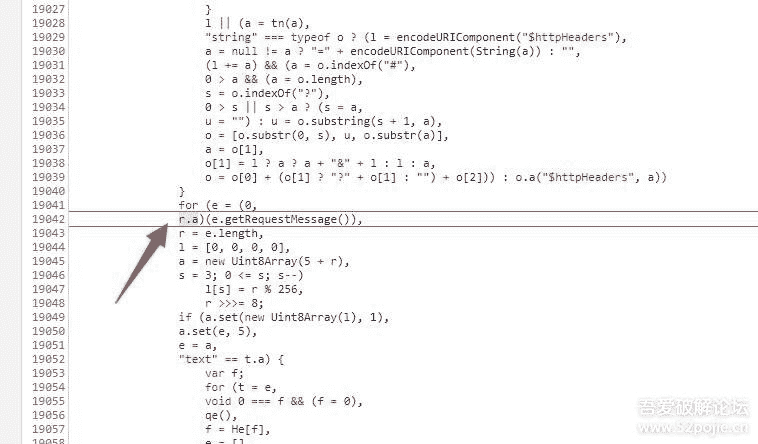 19027 }
19028 l || (a = tn(a),
19029 "string" === typeof o ? (l = encodeURIComponent("$httpHeaders"),
19030 a = null != a ? "=" + encodeURIComponent(String(a)) : "",
19031 (l += a) && (a = o.indexOf("#"),
19032 0 > a && (a = o.length),
19033 s = o.indexOf("?"),
19034 0 > s || s > a ? (s = a,
19035 u = "") : u = o.substring(s + 1, a),
19036 o = [o.substr(0, s), u, o.substr(a)],
19037 a = o[1],
19038 o[1] = l ? a ? a + "&" + l : l : a,
19039 o = o[0] + (o[1] ? "?" + o[1] : "") + o[2])) : o.a("$httpHeaders", a))
19040 }
19041 for (e = (0,
19042 r.a)(e.getRequestMessage()),
19043 r = e.length,
19044 l = [0, 0, 0, 0],
19045 a = new Uint8Array(5 + r),
19046 s = 3; 0 <= s; s--)
19047 l[s] = r % 256,
19048 r >>>= 8;
19049 if (a.set(new Uint8Array(l), 1),
19050 a.set(e, 5),
19051 e = a,
19052 "text" == t.a) {
19053 var f;
19054 for (t = e,
19055 void 0 === f && (f = 0),
19056 qe(),
19057 f = He[f],
19058 e = [],
吾爱破解论坛
www.52pojie.cn